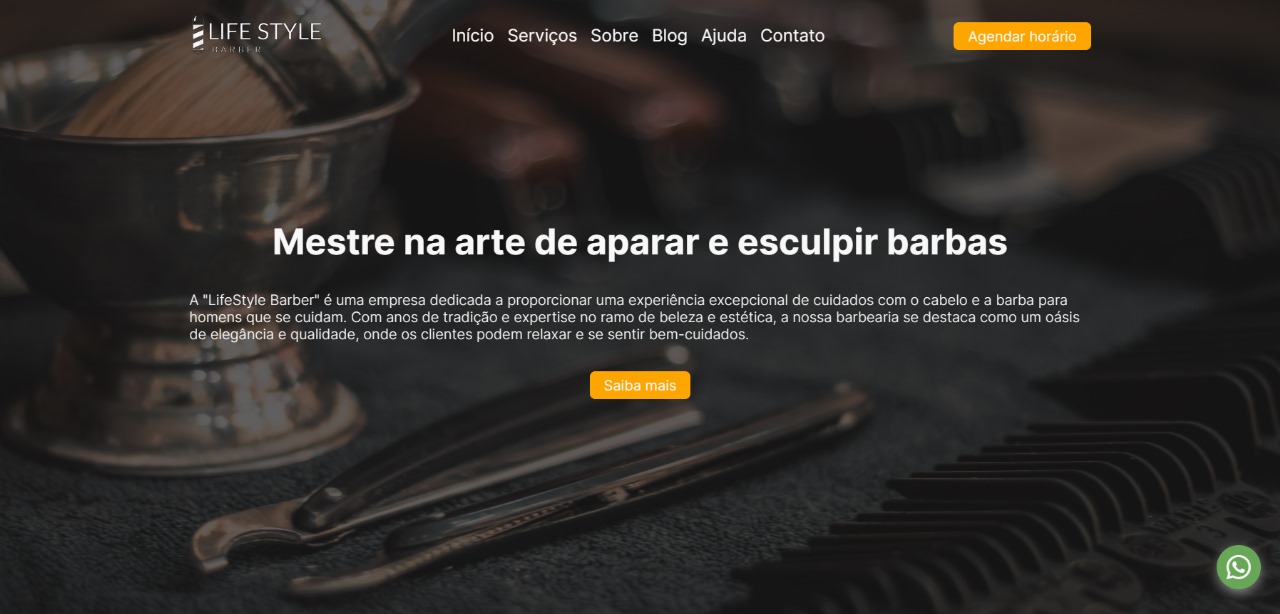 LIFE STYLE
BARBER
Início Serviços Sobre Blog Ajuda Contato
Agendar horário
Mestre na arte de aparar e esculpir barbas
A "LifeStyle Barber" é uma empresa dedicada a proporcionar uma experiência excepcional de cuidados com o cabelo e a barba para
homens que se cuidam. Com anos de tradição e expertise no ramo de beleza e estética, a nossa barbearia se destaca como um oásis
de elegância e qualidade, onde os clientes podem relaxar e se sentir bem-cuidados.
Saiba mais